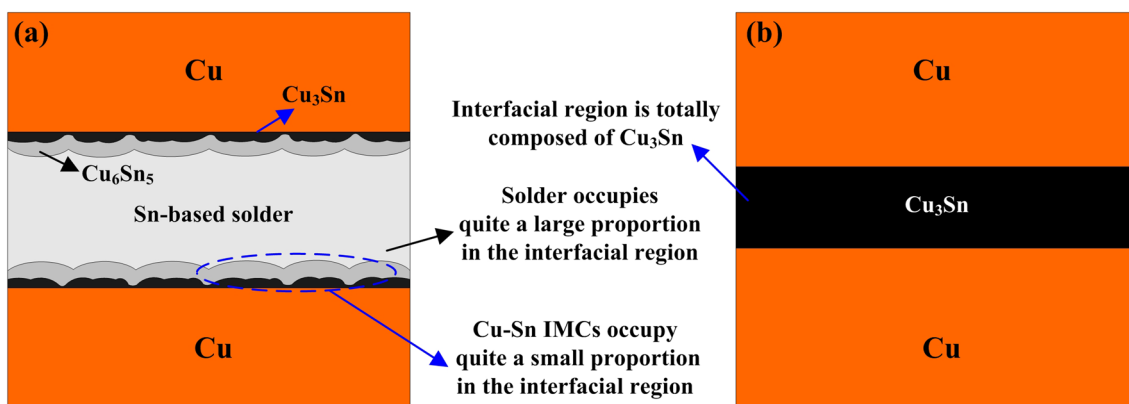 (a)
Cu
Cu₃Sn
Cu₆Sn₅
Sn-based solder
Cu
Interfacial region is totally
composed of Cu₃Sn
Solder occupies
quite a large proportion
in the interfacial region
Cu-Sn IMCs occupy
quite a small proportion
in the interfacial region
(b)
Cu
Cu₃Sn
Cu